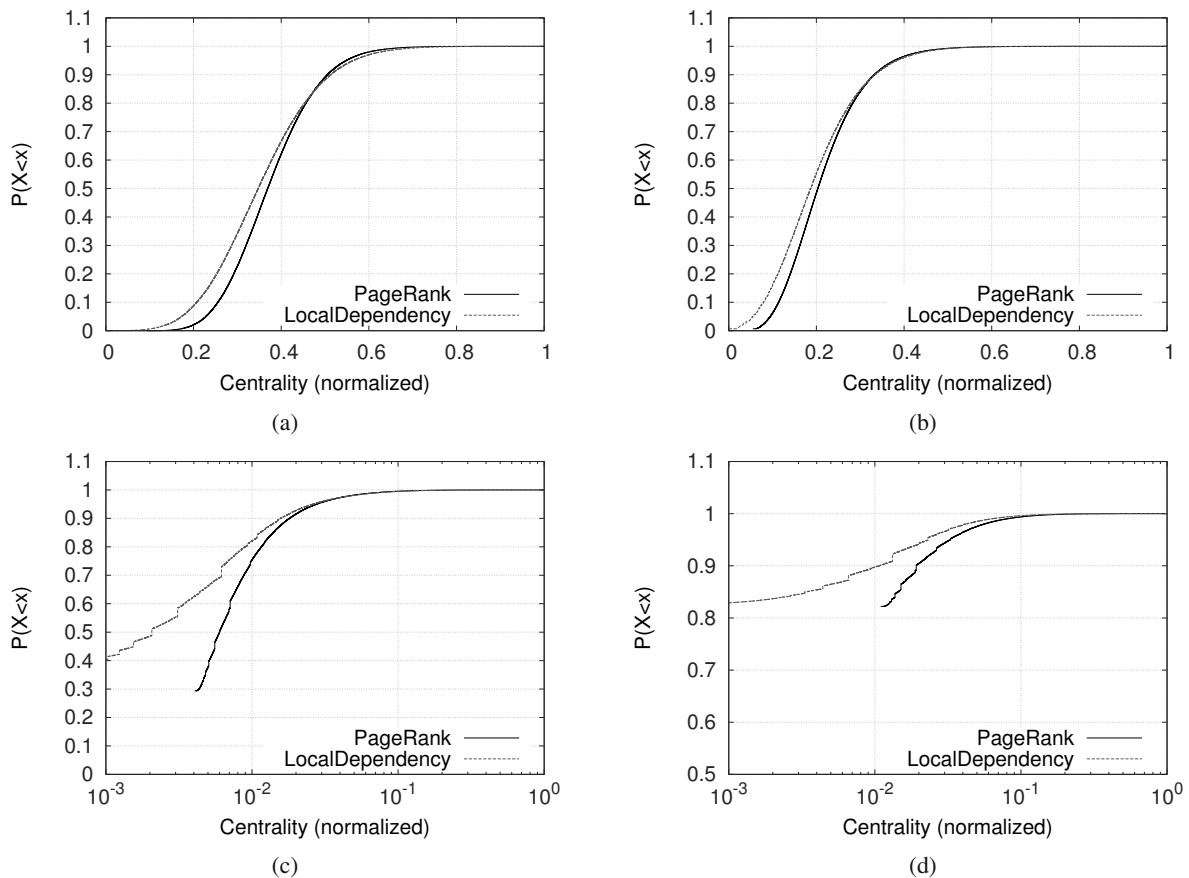 1.1
1
0.9
0.8
0.7
0.6
0.5
0.4
0.3
0.2
0.1
0
P(X<x)
PageRank
LocalDependency
0 0.2 0.4 0.6 0.8 1
Centrality (normalized)
(a)
1.1
1
0.9
0.8
0.7
0.6
0.5
0.4
0.3
0.2
0.1
0
P(X<x)
PageRank
LocalDependency
0 0.2 0.4 0.6 0.8 1
Centrality (normalized)
(b)
1.1
1
0.9
0.8
0.7
0.6
0.5
0.4
0.3
0.2
0.1
0
P(X<x)
PageRank
LocalDependency
10^-3 10^-2 10^-1 10^0
Centrality (normalized)
(c)
1.1
1
0.9
0.8
0.7
0.6
0.5
P(X<x)
PageRank
LocalDependency
10^-3 10^-2 10^-1 10^0
Centrality (normalized)
(d)